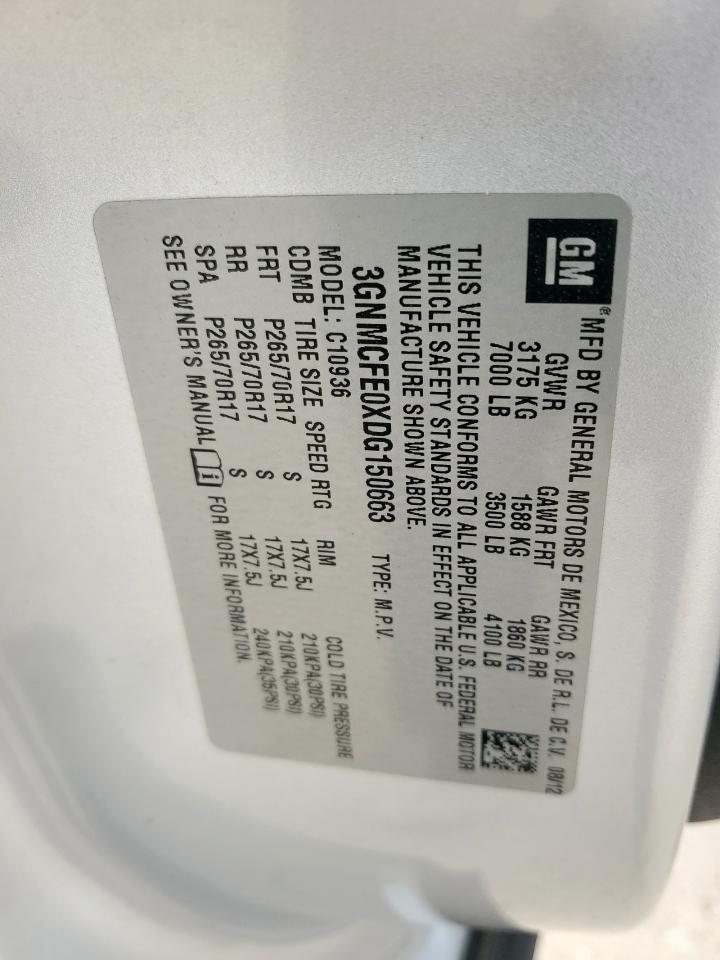 GM
® MFD BY GENERAL MOTORS DE MEXICO, S. DE R.L. DE C.V. 08/12
GVWR GAWR FRT GAWR RR
3175 KG 1588 KG 1860 KG
7000 LB 3500 LB 4100 LB
THIS VEHICLE CONFORMS TO ALL APPLICABLE U.S. FEDERAL MOTOR
VEHICLE SAFETY STANDARDS IN EFFECT ON THE DATE OF
MANUFACTURE SHOWN ABOVE.
3GNMCFE0XDG150663 TYPE: M.P.V.
MODEL: C10936
CDMB TIRE SIZE SPEED RTG RIM COLD TIRE PRESSURE
FRT P265/70R17 S 17X7.5J 210KPA(30PSI)
RR P265/70R17 S 17X7.5J 210KPA(30PSI)
SPA P265/70R17 S 17X7.5J 240KPA(35PSI)
SEE OWNER'S MANUAL FOR MORE INFORMATION.